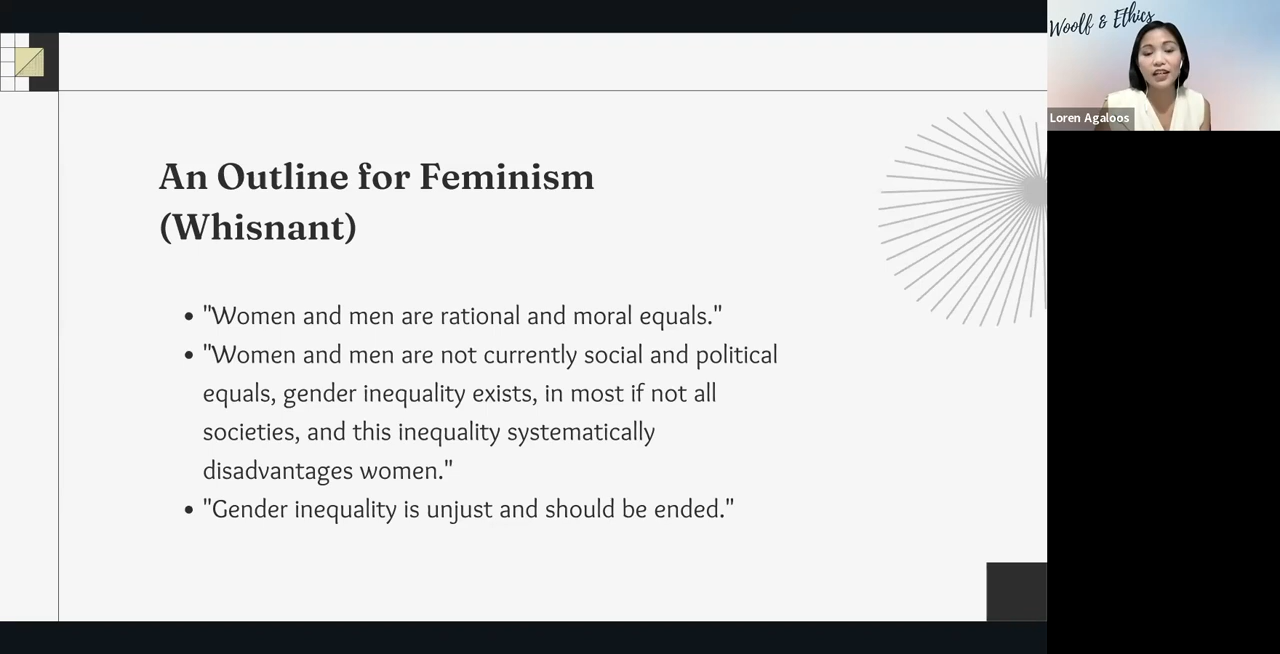 An Outline for Feminism
(Whisnant)
• "Women and men are rational and moral equals."
• "Women and men are not currently social and political
equals, gender inequality exists, in most if not all
societies, and this inequality systematically
disadvantages women."
• "Gender inequality is unjust and should be ended."
Woolf & Ethics
Loren Agaloos